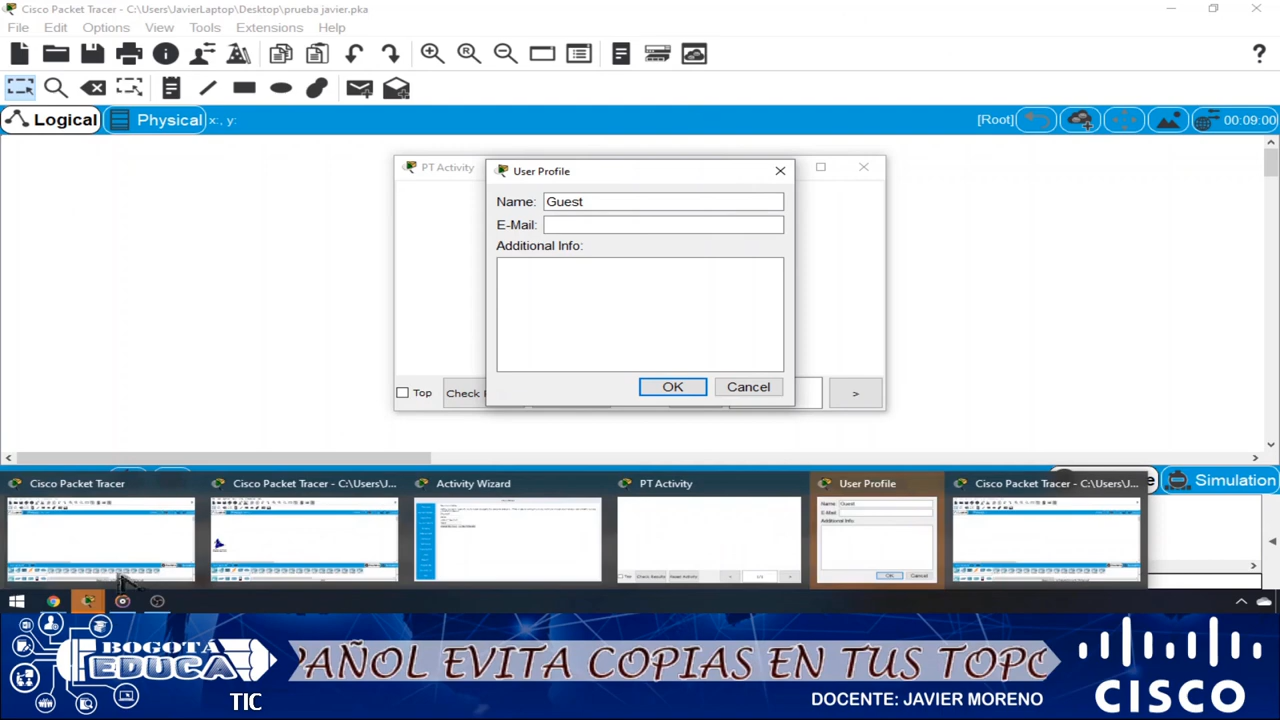 Cisco Packet Tracer - C:\Users\JavierLaptop\Desktop\prueba javier.pka
File Edit Options View Tools Extensions Help
Logical Physical x:, y: [Root] 00:09:00
PT Activity
User Profile
Name: Guest
E-Mail:
Additional Info:
OK Cancel
Top Check >
Cisco Packet Tracer
Cisco Packet Tracer - C:\Users\J...
Activity Wizard
PT Activity
User Profile
Cisco Packet Tracer - C:\Users\J...
Simulation
BOGOTÁ
EDUCA
TIC
PAÑOL EVITA COPIAS EN TUS TOPO
DOCENTE: JAVIER MORENO
CISCO